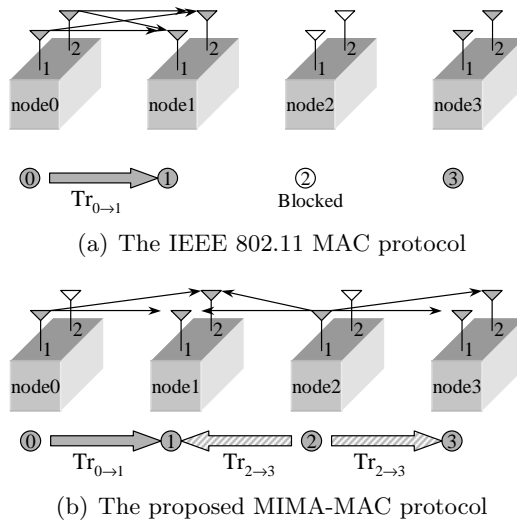 2 2 2 2
1 1 1 1
node0 node1 node2 node3
0 1 2 3
Tr0→1 Blocked
(a) The IEEE 802.11 MAC protocol
2 2 2 2
1 1 1 1
node0 node1 node2 node3
0 1 2 3
Tr0→1 Tr2→3 Tr2→3
(b) The proposed MIMA-MAC protocol